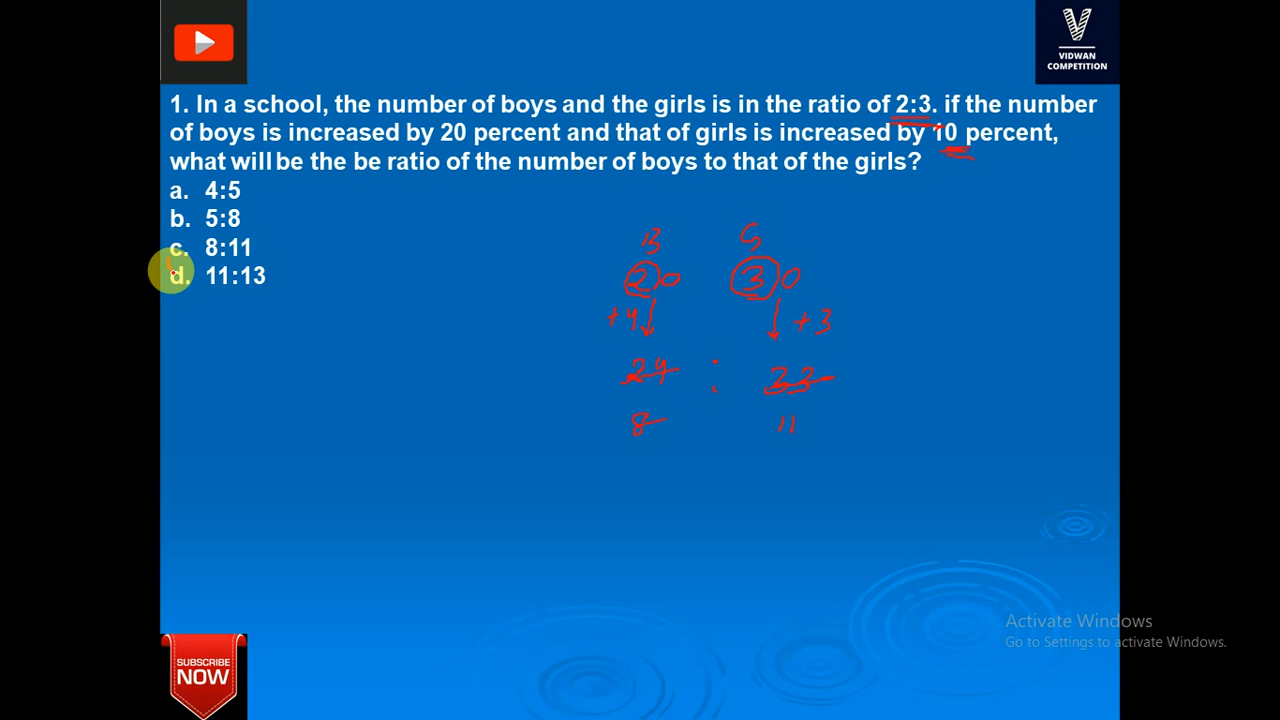 V
VIDWAN
COMPETITION
1. In a school, the number of boys and the girls is in the ratio of 2:3. if the number
of boys is increased by 20 percent and that of girls is increased by 10 percent,
what will be the be ratio of the number of boys to that of the girls?
a. 4:5
b. 5:8
c. 8:11
d. 11:13
B G
20 30
+4 +3
24 : 33
8 11
Activate Windows
Go to Settings to activate Windows.
SUBSCRIBE
NOW